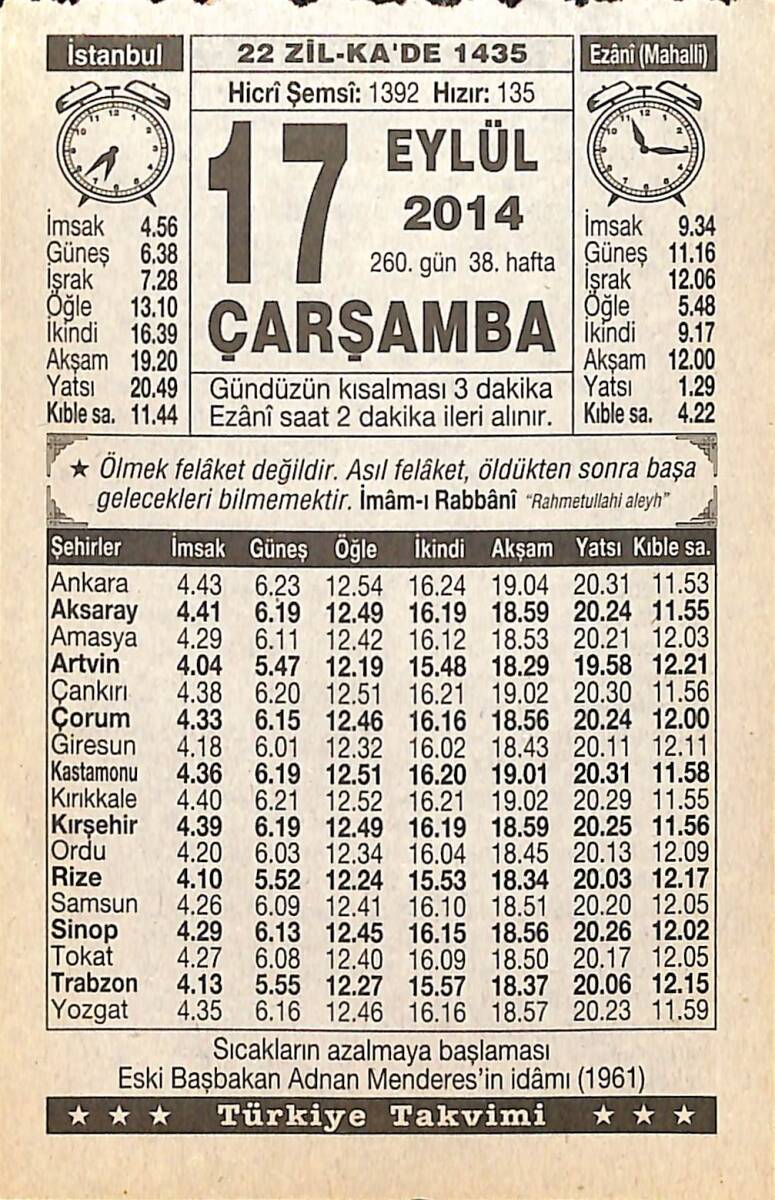 İstanbul
22 ZİL-KA'DE 1435
Ezânî (Mahallî)
Hicrî Şemsî: 1392 Hızır: 135
17
EYLÜL
2014
260. gün 38. hafta
ÇARŞAMBA
İmsak 4.56
Güneş 6.38
İşrak 7.28
Öğle 13.10
İkindi 16.39
Akşam 19.20
Yatsı 20.49
Kıble sa. 11.44
Gündüzün kısalması 3 dakika
Ezânî saat 2 dakika ileri alınır.
İmsak 9.34
Güneş 11.16
İşrak 12.06
Öğle 5.48
İkindi 9.17
Akşam 12.00
Yatsı 1.29
Kıble sa. 4.22
★ Ölmek felâket değildir. Asıl felâket, öldükten sonra başa
gelecekleri bilmemektir. İmâm-ı Rabbânî "Rahmetullahi aleyh"
Şehirler İmsak Güneş Öğle İkindi Akşam Yatsı Kıble sa.
Ankara 4.43 6.23 12.54 16.24 19.04 20.31 11.53
Aksaray 4.41 6.19 12.49 16.19 18.59 20.24 11.55
Amasya 4.29 6.11 12.42 16.12 18.53 20.21 12.03
Artvin 4.04 5.47 12.19 15.48 18.29 19.58 12.21
Çankırı 4.38 6.20 12.51 16.21 19.02 20.30 11.56
Çorum 4.33 6.15 12.46 16.16 18.56 20.24 12.00
Giresun 4.18 6.01 12.32 16.02 18.43 20.11 12.11
Kastamonu 4.36 6.19 12.51 16.20 19.01 20.31 11.58
Kırıkkale 4.40 6.21 12.52 16.21 19.02 20.29 11.55
Kırşehir 4.39 6.19 12.49 16.19 18.59 20.25 11.56
Ordu 4.20 6.03 12.34 16.04 18.45 20.13 12.09
Rize 4.10 5.52 12.24 15.53 18.34 20.03 12.17
Samsun 4.26 6.09 12.41 16.10 18.51 20.20 12.05
Sinop 4.29 6.13 12.45 16.15 18.56 20.26 12.02
Tokat 4.27 6.08 12.40 16.09 18.50 20.17 12.05
Trabzon 4.13 5.55 12.27 15.57 18.37 20.06 12.15
Yozgat 4.35 6.16 12.46 16.16 18.57 20.23 11.59
Sıcakların azalmaya başlaması
Eski Başbakan Adnan Menderes'in idâmı (1961)
★ ★ ★ Türkiye Takvimi ★ ★ ★